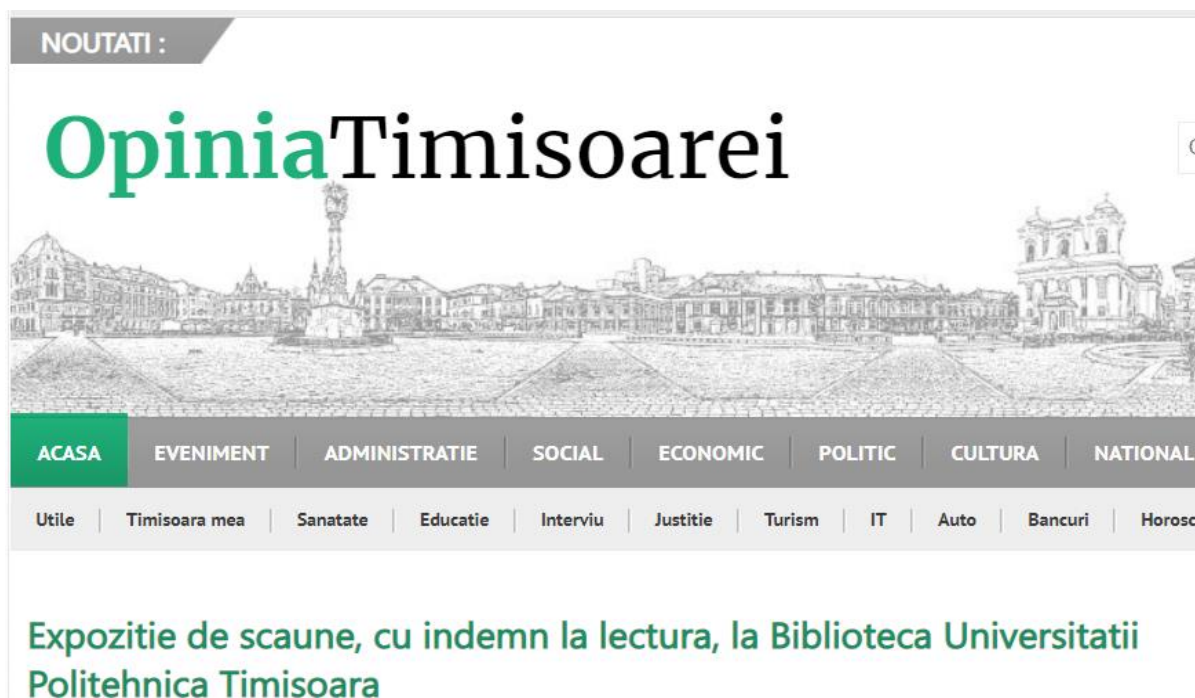 NOUTATI :
OpiniaTimisoarei
ACASA EVENIMENT ADMINISTRATIE SOCIAL ECONOMIC POLITIC CULTURA NATIONAL
Utile Timisoara mea Sanatate Educatie Interviu Justitie Turism IT Auto Bancuri
Expozitie de scaune, cu indemn la lectura, la Biblioteca Universitatii
Politehnica Timisoara